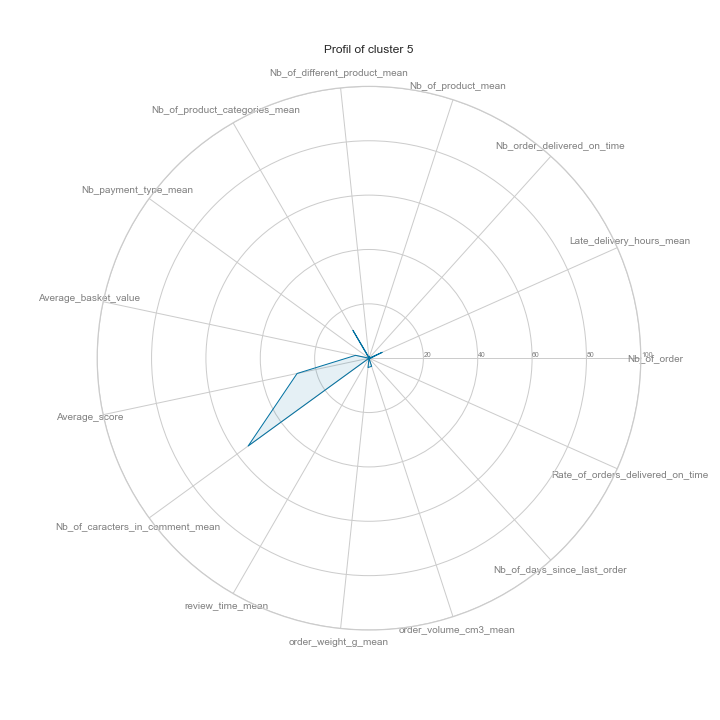 Profil of cluster 5
Nb_of_different_product_mean
Nb_of_product_mean
Nb_of_product_categories_mean
Nb_order_delivered_on_time
Nb_payment_type_mean
Late_delivery_hours_mean
Average_basket_value
20
40
60
80
100
Nb_of_order
Average_score
Rate_of_orders_delivered_on_time
Nb_of_caracters_in_comment_mean
Nb_of_days_since_last_order
review_time_mean
order_volume_cm3_mean
order_weight_g_mean